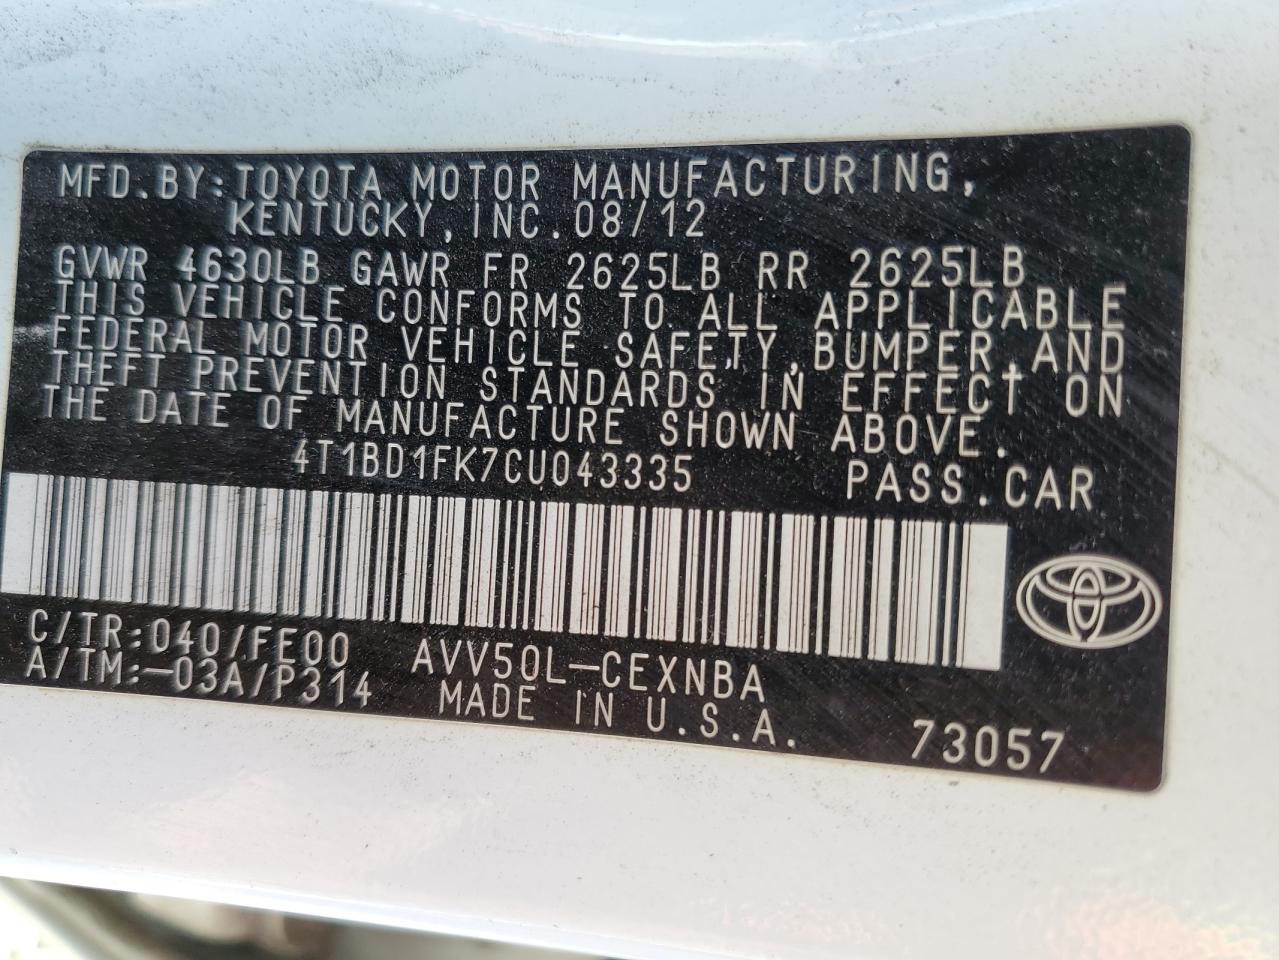 MFD.BY:TOYOTA MOTOR MANUFACTURING,
KENTUCKY,INC.08/12
GVWR 4630LB GAWR FR 2625LB RR 2625LB
THIS VEHICLE CONFORMS TO ALL APPLICABLE
FEDERAL MOTOR VEHICLE SAFETY,BUMPER,AND
THEFT PREVENTION STANDARDS IN EFFECT ON
THE DATE OF MANUFACTURE SHOWN ABOVE.
4T1BD1FK7CU043335 PASS.CAR
C/TR:040/FE00 AVV50L-CEXNBA
A/TM:-03A/P314 MADE IN U.S.A. 73057